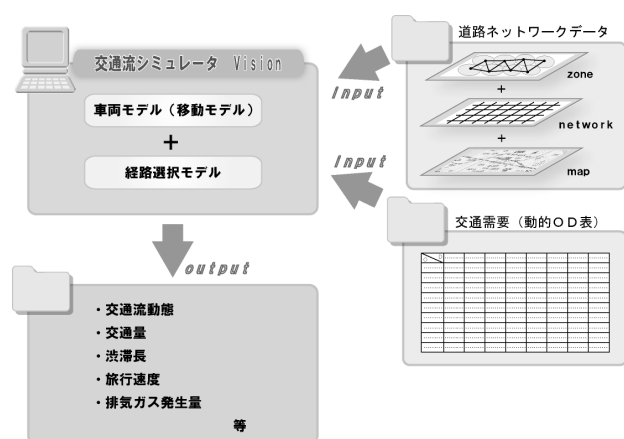 交通流シミュレータ Vision
車両モデル（移動モデル）
+
経路選択モデル
Input
Input
道路ネットワークデータ
zone
+
network
+
map
交通需要（動的ＯＤ表）
output
・交通流動態
・交通量
・渋滞長
・旅行速度
・排気ガス発生量
等